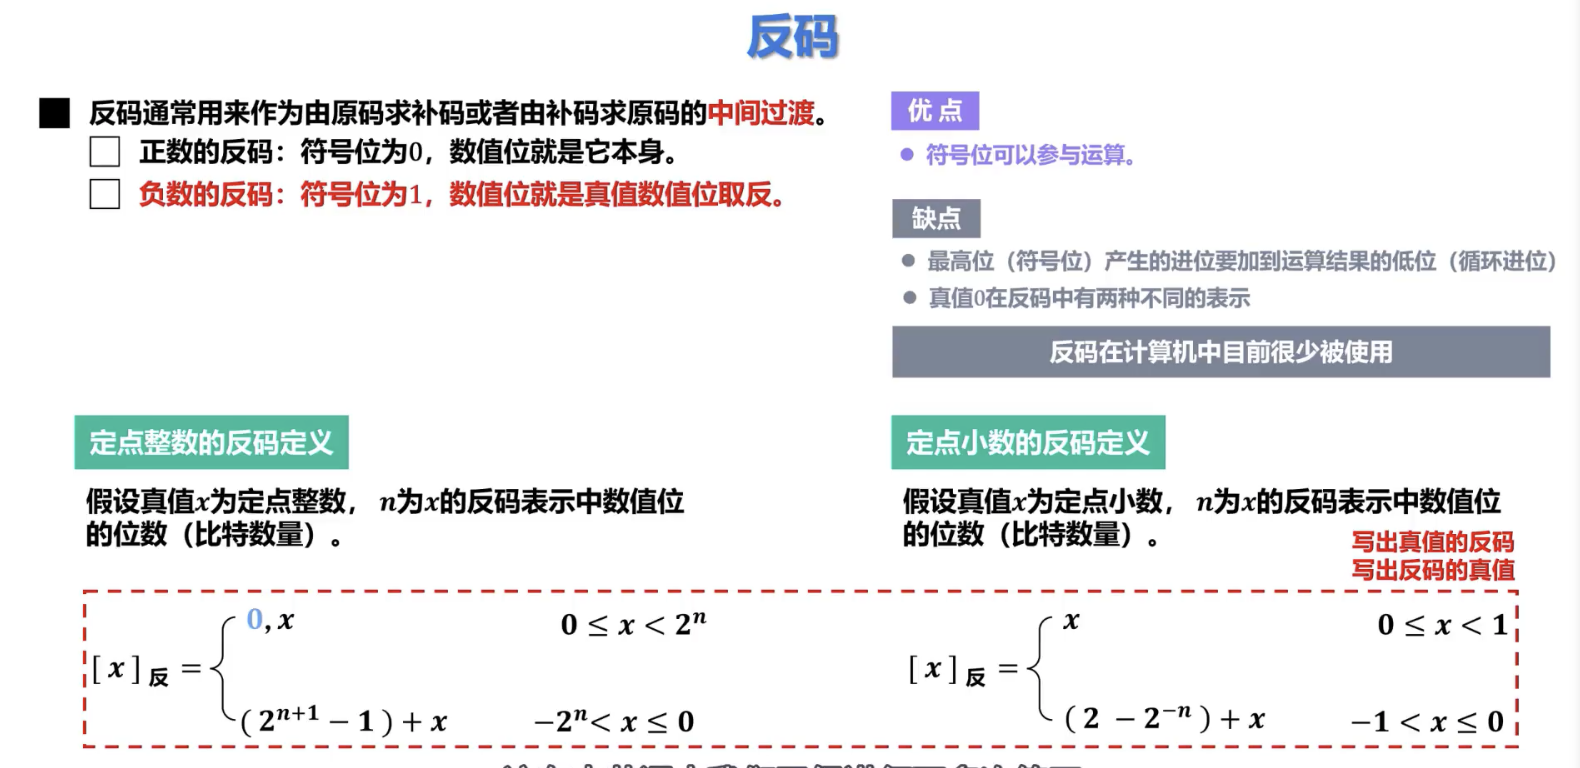 反码
反码通常用来作为由原码求补码或者由补码求原码的中间过渡。
正数的反码：符号位为0，数值位就是它本身。
负数的反码：符号位为1，数值位就是真值数值位取反。
优点
符号位可以参与运算。
缺点
最高位（符号位）产生的进位要加到运算结果的低位（循环进位）
真值0在反码中有两种不同的表示
反码在计算机中目前很少被使用
定点整数的反码定义
假设真值x为定点整数， n为x的反码表示中数值位
的位数（比特数量）。
[x]反 = { 0, x    0 ≤ x < 2ⁿ
(2ⁿ⁺¹ − 1) + x    −2ⁿ < x ≤ 0
定点小数的反码定义
假设真值x为定点小数， n为x的反码表示中数值位
的位数（比特数量）。
写出真值的反码
写出反码的真值
[x]反 = { x    0 ≤ x < 1
(2 − 2⁻ⁿ) + x    −1 < x ≤ 0